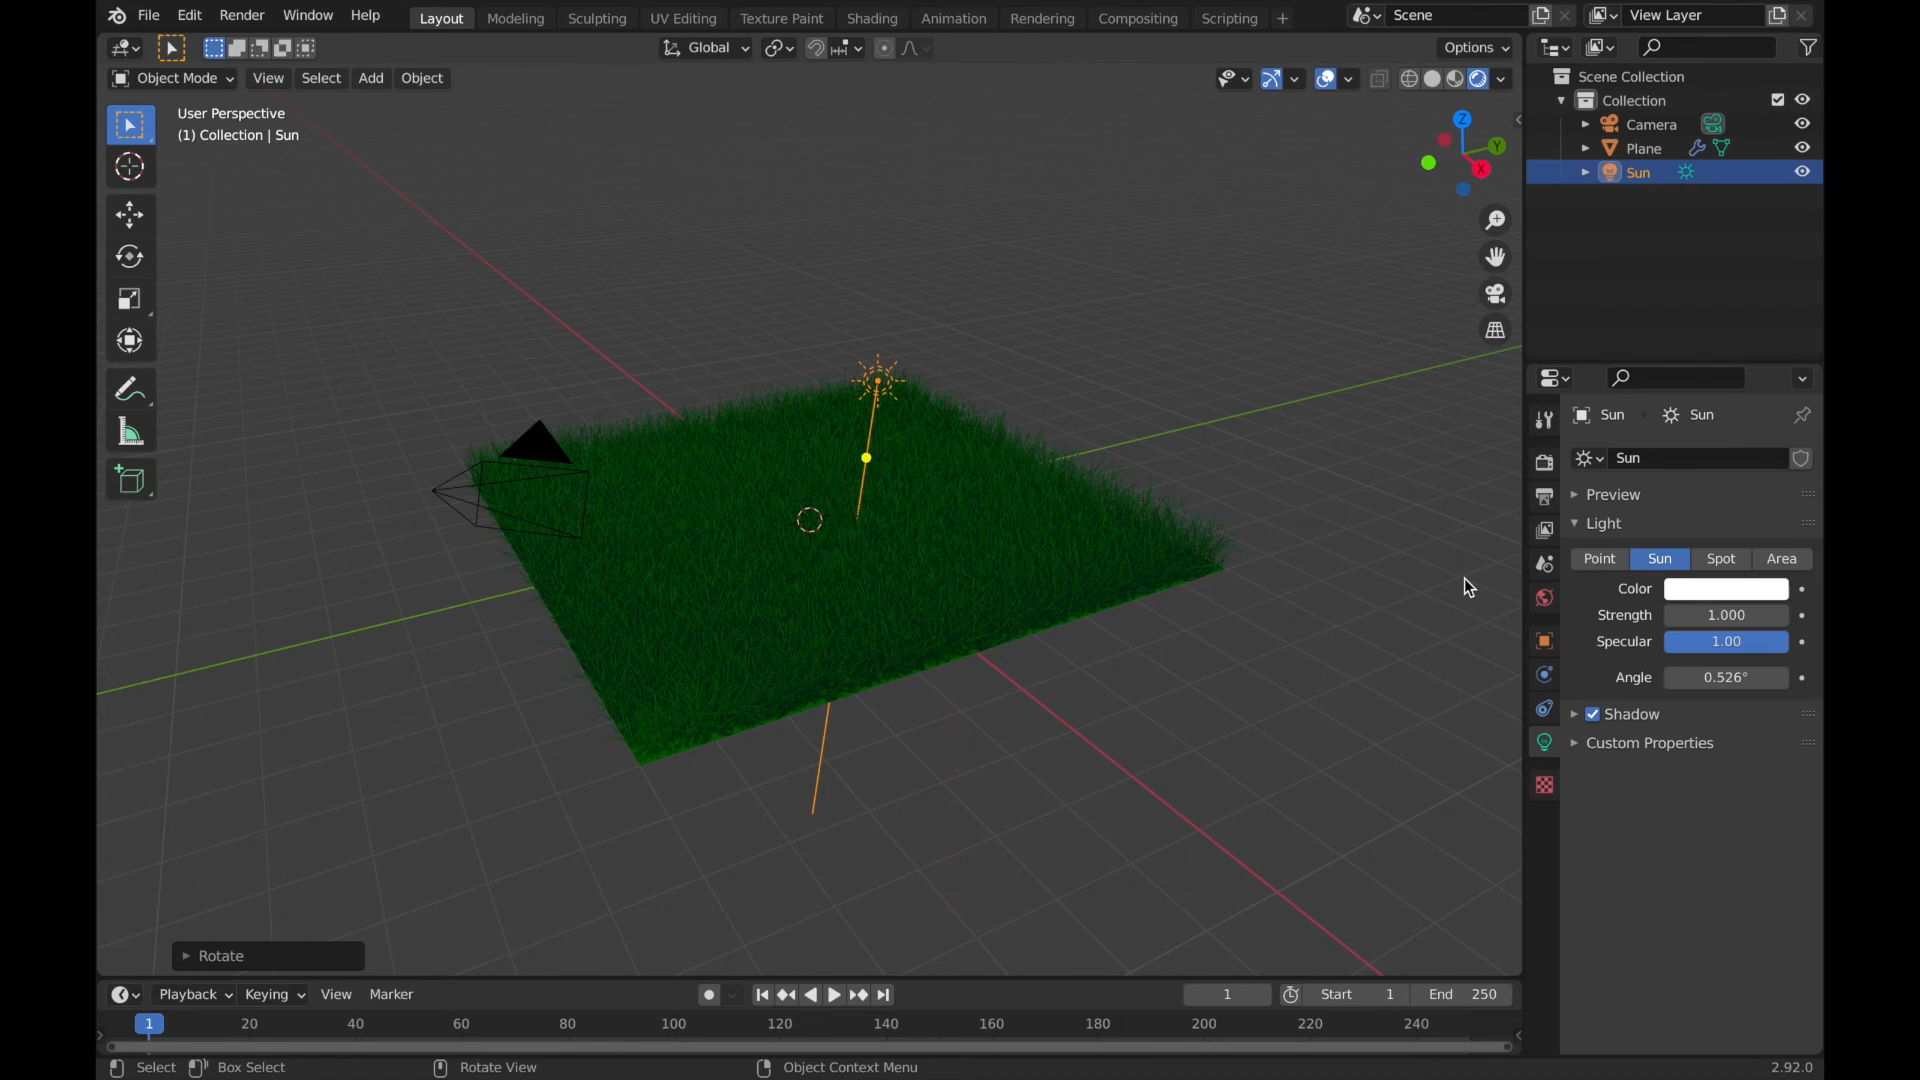 File Edit Render Window Help
Layout Modeling Sculpting UV Editing Texture Paint Shading Animation Rendering Compositing Scripting +
Scene
View Layer
Global
Options
Object Mode View Select Add Object
User Perspective
(1) Collection | Sun
Z
Y
X
Scene Collection
Collection
Camera
Plane
Sun
Sun Sun
Sun
Preview
Light
Point Sun Spot Area
Color
Strength 1.000
Specular 1.00
Angle 0.526°
Shadow
Custom Properties
Rotate
Playback Keying View Marker
1 Start 1 End 250
1 20 40 60 80 100 120 140 160 180 200 220 240
Select Box Select Rotate View Object Context Menu 2.92.0